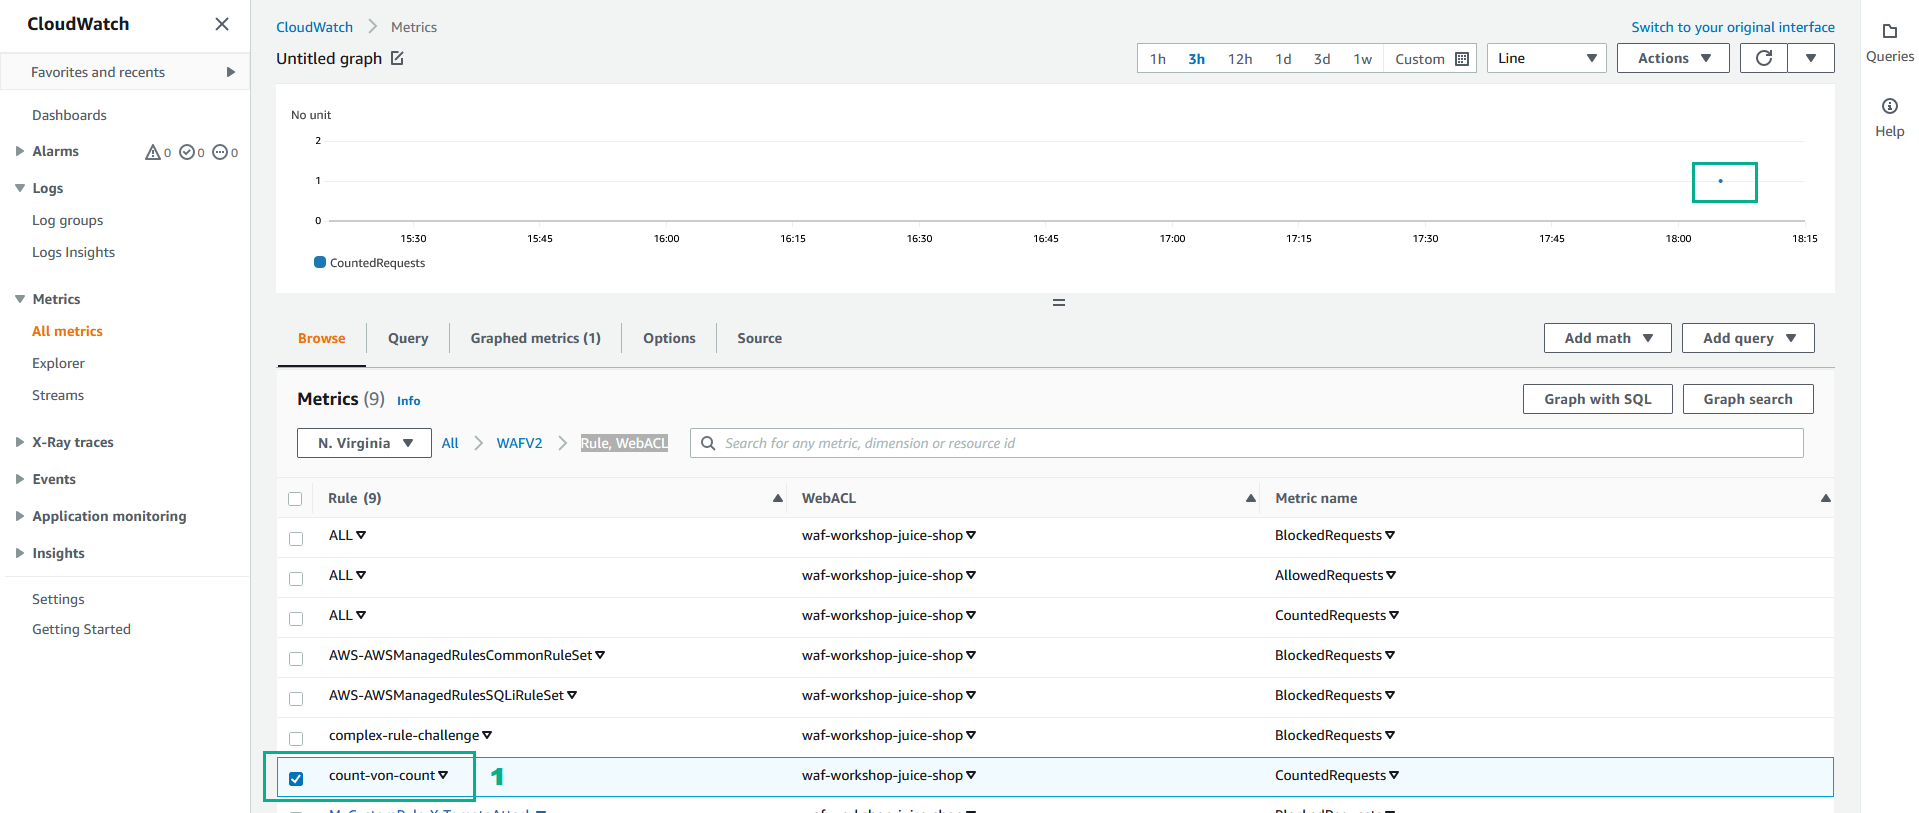 CloudWatch
Favorites and recents
Dashboards
Alarms 0 0 0
Logs
Log groups
Logs Insights
Metrics
All metrics
Explorer
Streams
X-Ray traces
Events
Application monitoring
Insights
Settings
Getting Started
CloudWatch Metrics
Switch to your original interface
Untitled graph
1h 3h 12h 1d 3d 1w Custom Line Actions
Queries
Help
No unit
2
1
0
15:30 15:45 16:00 16:15 16:30 16:45 17:00 17:15 17:30 17:45 18:00 18:15
CountedRequests
Browse Query Graphed metrics (1) Options Source Add math Add query
Metrics (9) Info Graph with SQL Graph search
N. Virginia All WAFV2 Rule, WebACL Search for any metric, dimension or resource id
Rule (9) WebACL Metric name
ALL waf-workshop-juice-shop BlockedRequests
ALL waf-workshop-juice-shop AllowedRequests
ALL waf-workshop-juice-shop CountedRequests
AWS-AWSManagedRulesCommonRuleSet waf-workshop-juice-shop BlockedRequests
AWS-AWSManagedRulesSQLiRuleSet waf-workshop-juice-shop BlockedRequests
complex-rule-challenge waf-workshop-juice-shop BlockedRequests
count-von-count 1 waf-workshop-juice-shop CountedRequests